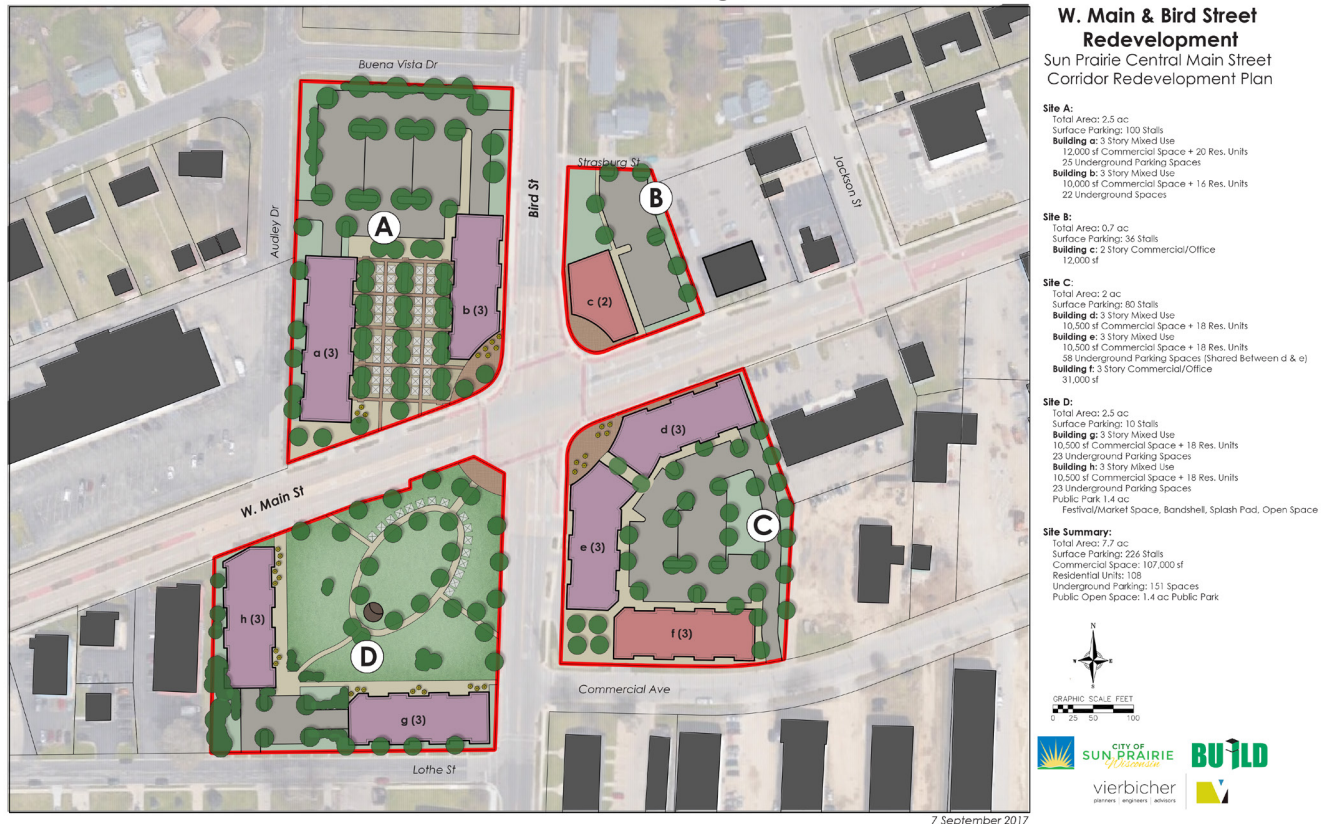 W. Main & Bird Street
Redevelopment
Sun Prairie Central Main Street
Corridor Redevelopment Plan
Site A:
Total Area: 2.5 ac
Surface Parking: 100 Stalls
Building a: 3 Story Mixed Use
12,000 sf Commercial Space + 20 Res. Units
25 Underground Parking Spaces
Building b: 3 Story Mixed Use
10,000 sf Commercial Space + 16 Res. Units
22 Underground Spaces
Site B:
Total Area: 0.7 ac
Surface Parking: 36 Stalls
Building c: 2 Story Commercial/Office
12,000 sf
Site C:
Total Area: 2 ac
Surface Parking: 80 Stalls
Building d: 3 Story Mixed Use
10,500 sf Commercial Space + 18 Res. Units
Building e: 3 Story Mixed Use
10,500 sf Commercial Space + 18 Res. Units
58 Underground Parking Spaces (Shared Between d & e)
Building f: 3 Story Commercial/Office
31,000 sf
Site D:
Total Area: 2.5 ac
Surface Parking: 10 Stalls
Building g: 3 Story Mixed Use
10,500 sf Commercial Space + 18 Res. Units
23 Underground Parking Spaces
Building h: 3 Story Mixed Use
10,500 sf Commercial Space + 18 Res. Units
23 Underground Parking Spaces
Public Park 1.4 ac
Festival/Market Space, Bandshell, Splash Pad, Open Space
Site Summary:
Total Area: 7.7 ac
Surface Parking: 226 Stalls
Commercial Space: 107,000 sf
Residential Units: 108
Underground Parking: 151 Spaces
Public Open Space: 1.4 ac Public Park
N
W
E
S
GRAPHIC SCALE FEET
0 25 50 100
CITY OF
SUN PRAIRIE
Wisconsin
BUILD
vierbicher
planners | engineers | advisors
7 September 2017
Buena Vista Dr
Strasburg St
Jackson St
Bird St
Audley Dr
A
B
a (3)
b (3)
c (2)
W. Main St
d (3)
C
e (3)
f (3)
h (3)
D
g (3)
Commercial Ave
Lothe St